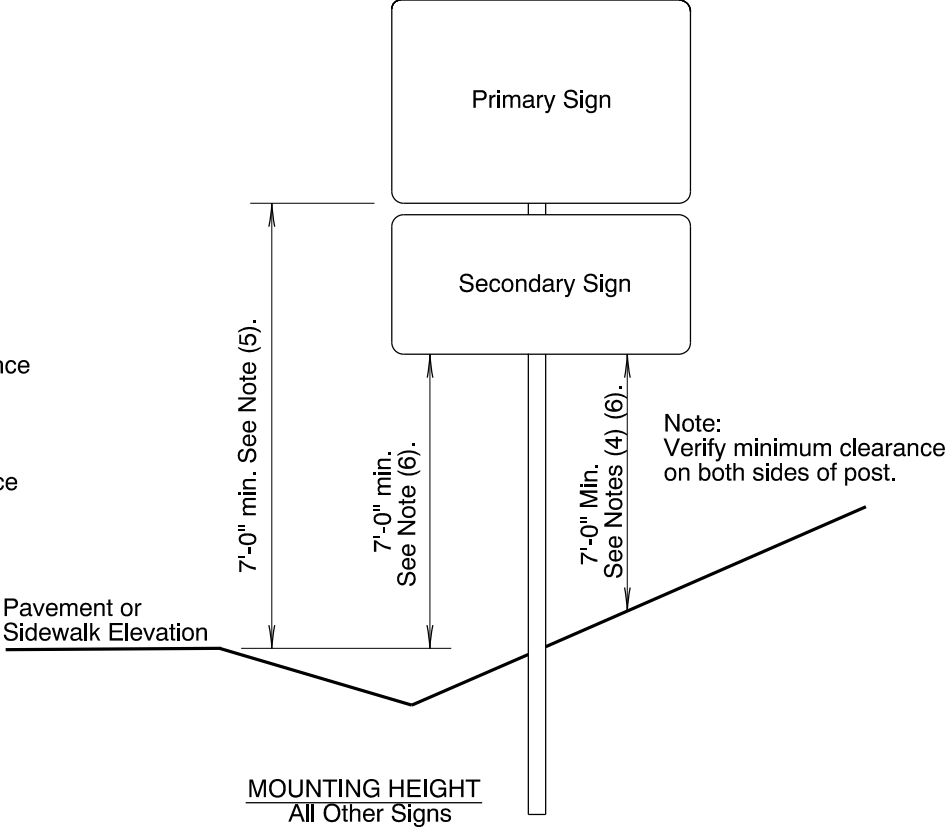 Primary Sign
Secondary Sign
7'-0" min. See Note (5).
7'-0" min.
See Note (6).
7'-0" Min.
See Notes (4) (6).
Note:
Verify minimum clearance
on both sides of post.
nce
ce
Pavement or
Sidewalk Elevation
MOUNTING HEIGHT
All Other Signs